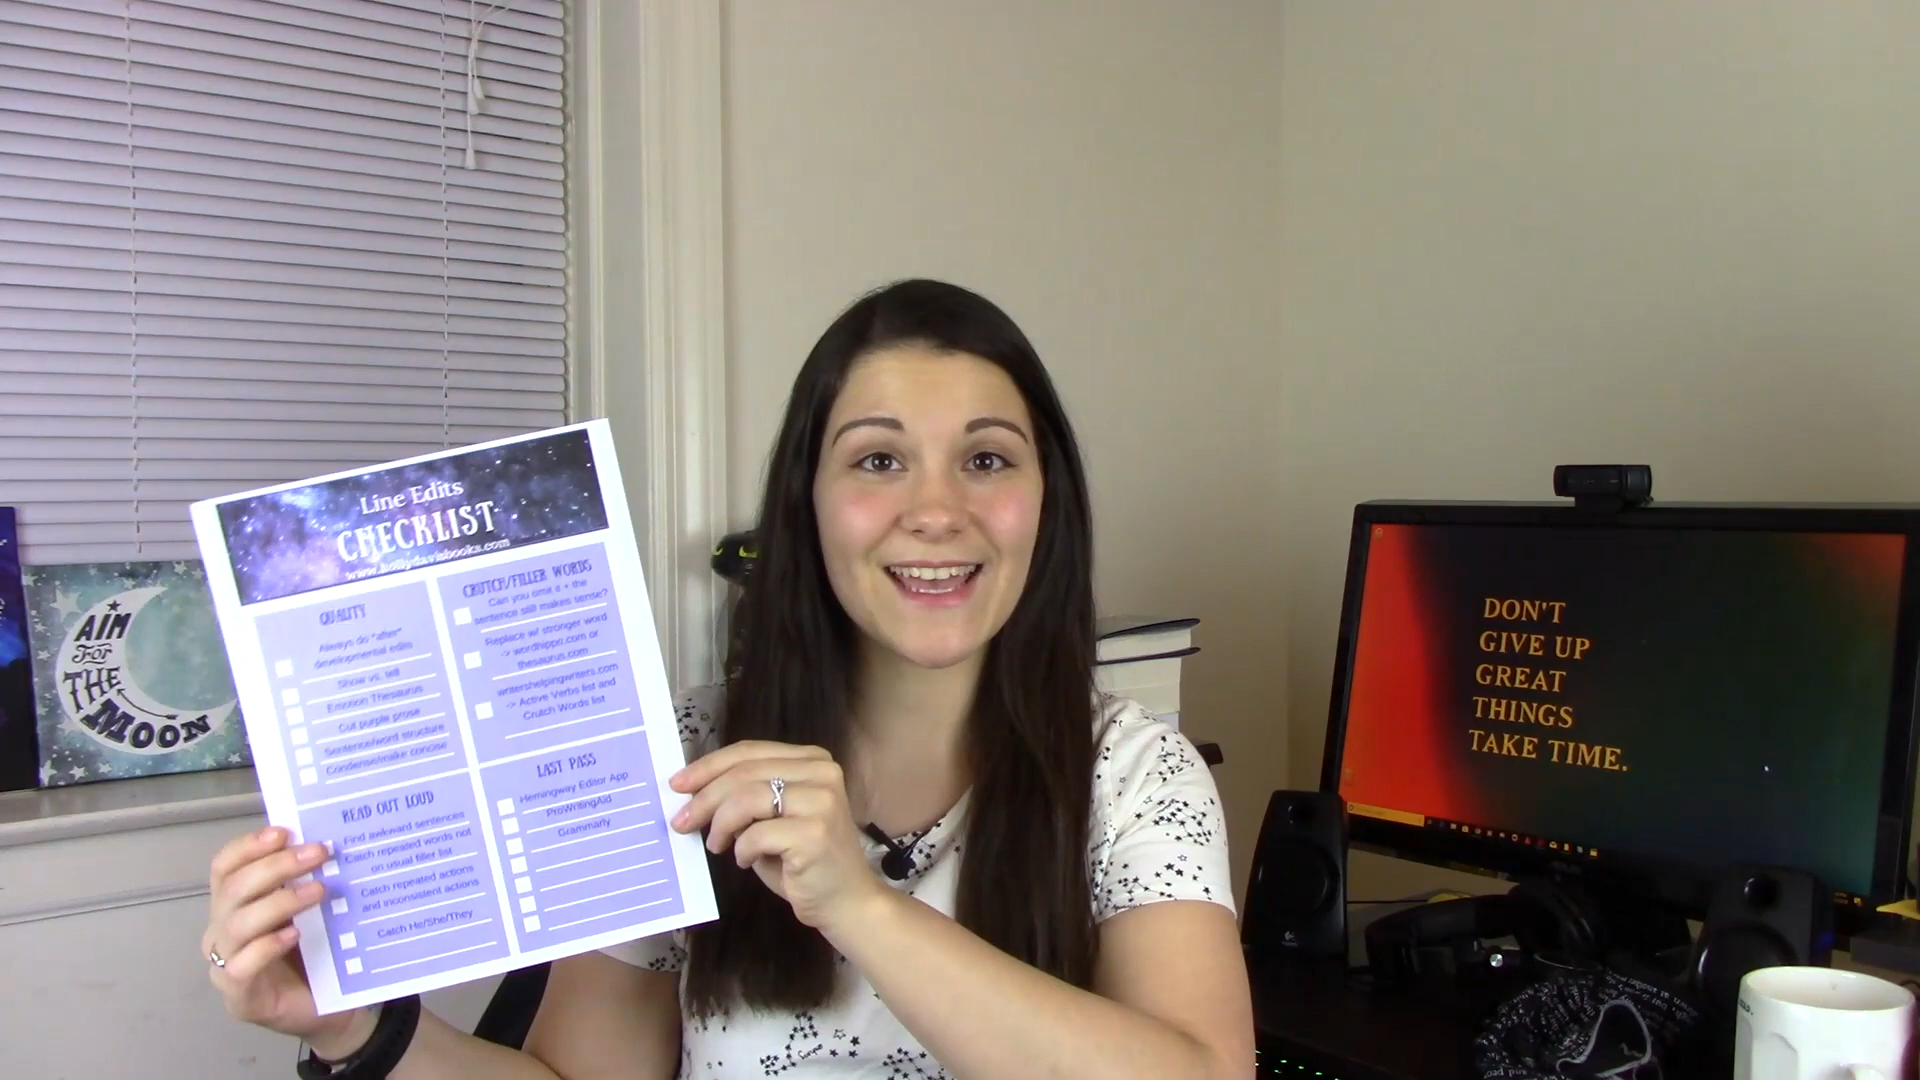 Line Edits
CHECKLIST
www.hollydavisbooks.com
QUALITY
Always do "after"
developmental edits
Show vs. tell
Emotion Thesaurus
Cut purple prose
Sentence/word structure
Condense/make concise
CRUTCH/FILLER WORDS
Can you omit it + the
sentence still makes sense?
Replace w/ stronger word
-> wordhippo.com or
thesaurus.com
writershelpingwriters.com
-> Active Verbs list and
Crutch Words list
READ OUT LOUD
Find awkward sentences
Catch repeated words not
on usual filler list
Catch repeated actions
and inconsistent actions
Catch He/She/They
LAST PASS
Hemingway Editor App
ProWritingAid
Grammarly
AIM
FOR
THE
MOON
DON'T
GIVE UP
GREAT
THINGS
TAKE TIME.